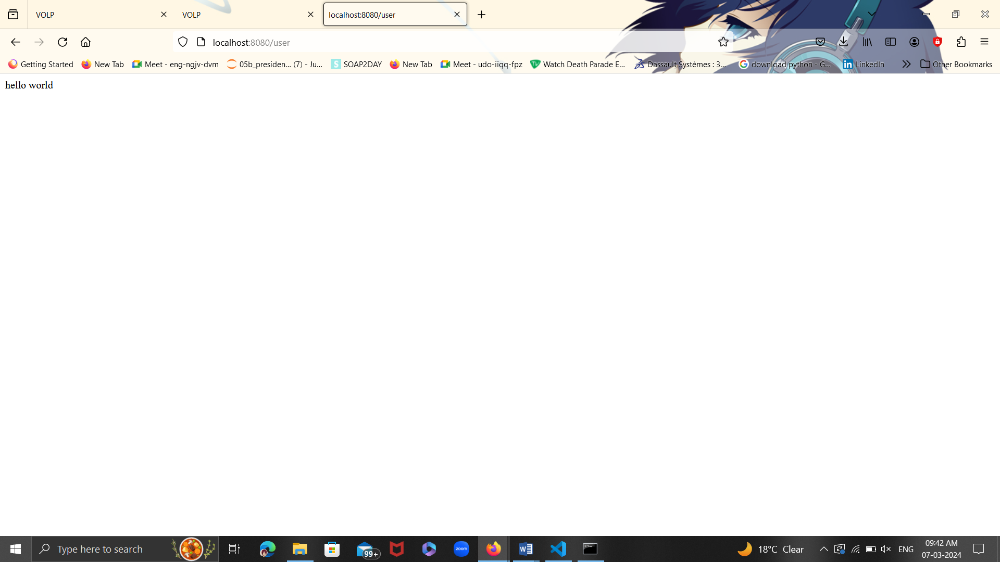 VOLP
VOLP
localhost:8080/user
localhost:8080/user
Getting Started
New Tab
Meet - eng-ngjv-dvm
05b_presiden... (7) - Ju...
S SOAP2DAY
New Tab
Meet - udo-iiqq-fpz
Watch Death Parade E...
Dassault Systèmes : 3...
download python - G...
in LinkedIn
Other Bookmarks
hello world
Type here to search
99+
zoom
W
18°C Clear
ENG
09:42 AM
07-03-2024